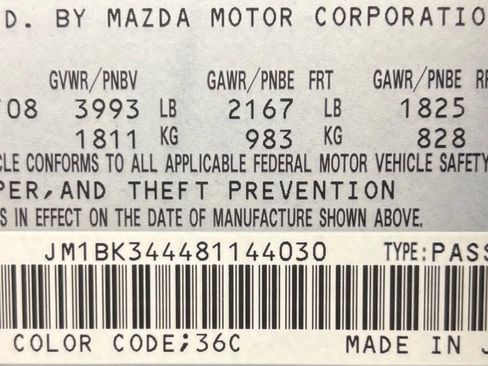 D. BY MAZDA MOTOR CORPORATIO
GVWR/PNBV GAWR/PNBE FRT GAWR/PNBE RR
/08 3993 LB 2167 LB 1825
1811 KG 983 KG 828
CLE CONFORMS TO ALL APPLICABLE FEDERAL MOTOR VEHICLE SAFETY
PER,AND THEFT PREVENTION
S IN EFFECT ON THE DATE OF MANUFACTURE SHOWN ABOVE.
JM1BK344481144030 TYPE:PASS
COLOR CODE;36C MADE IN J